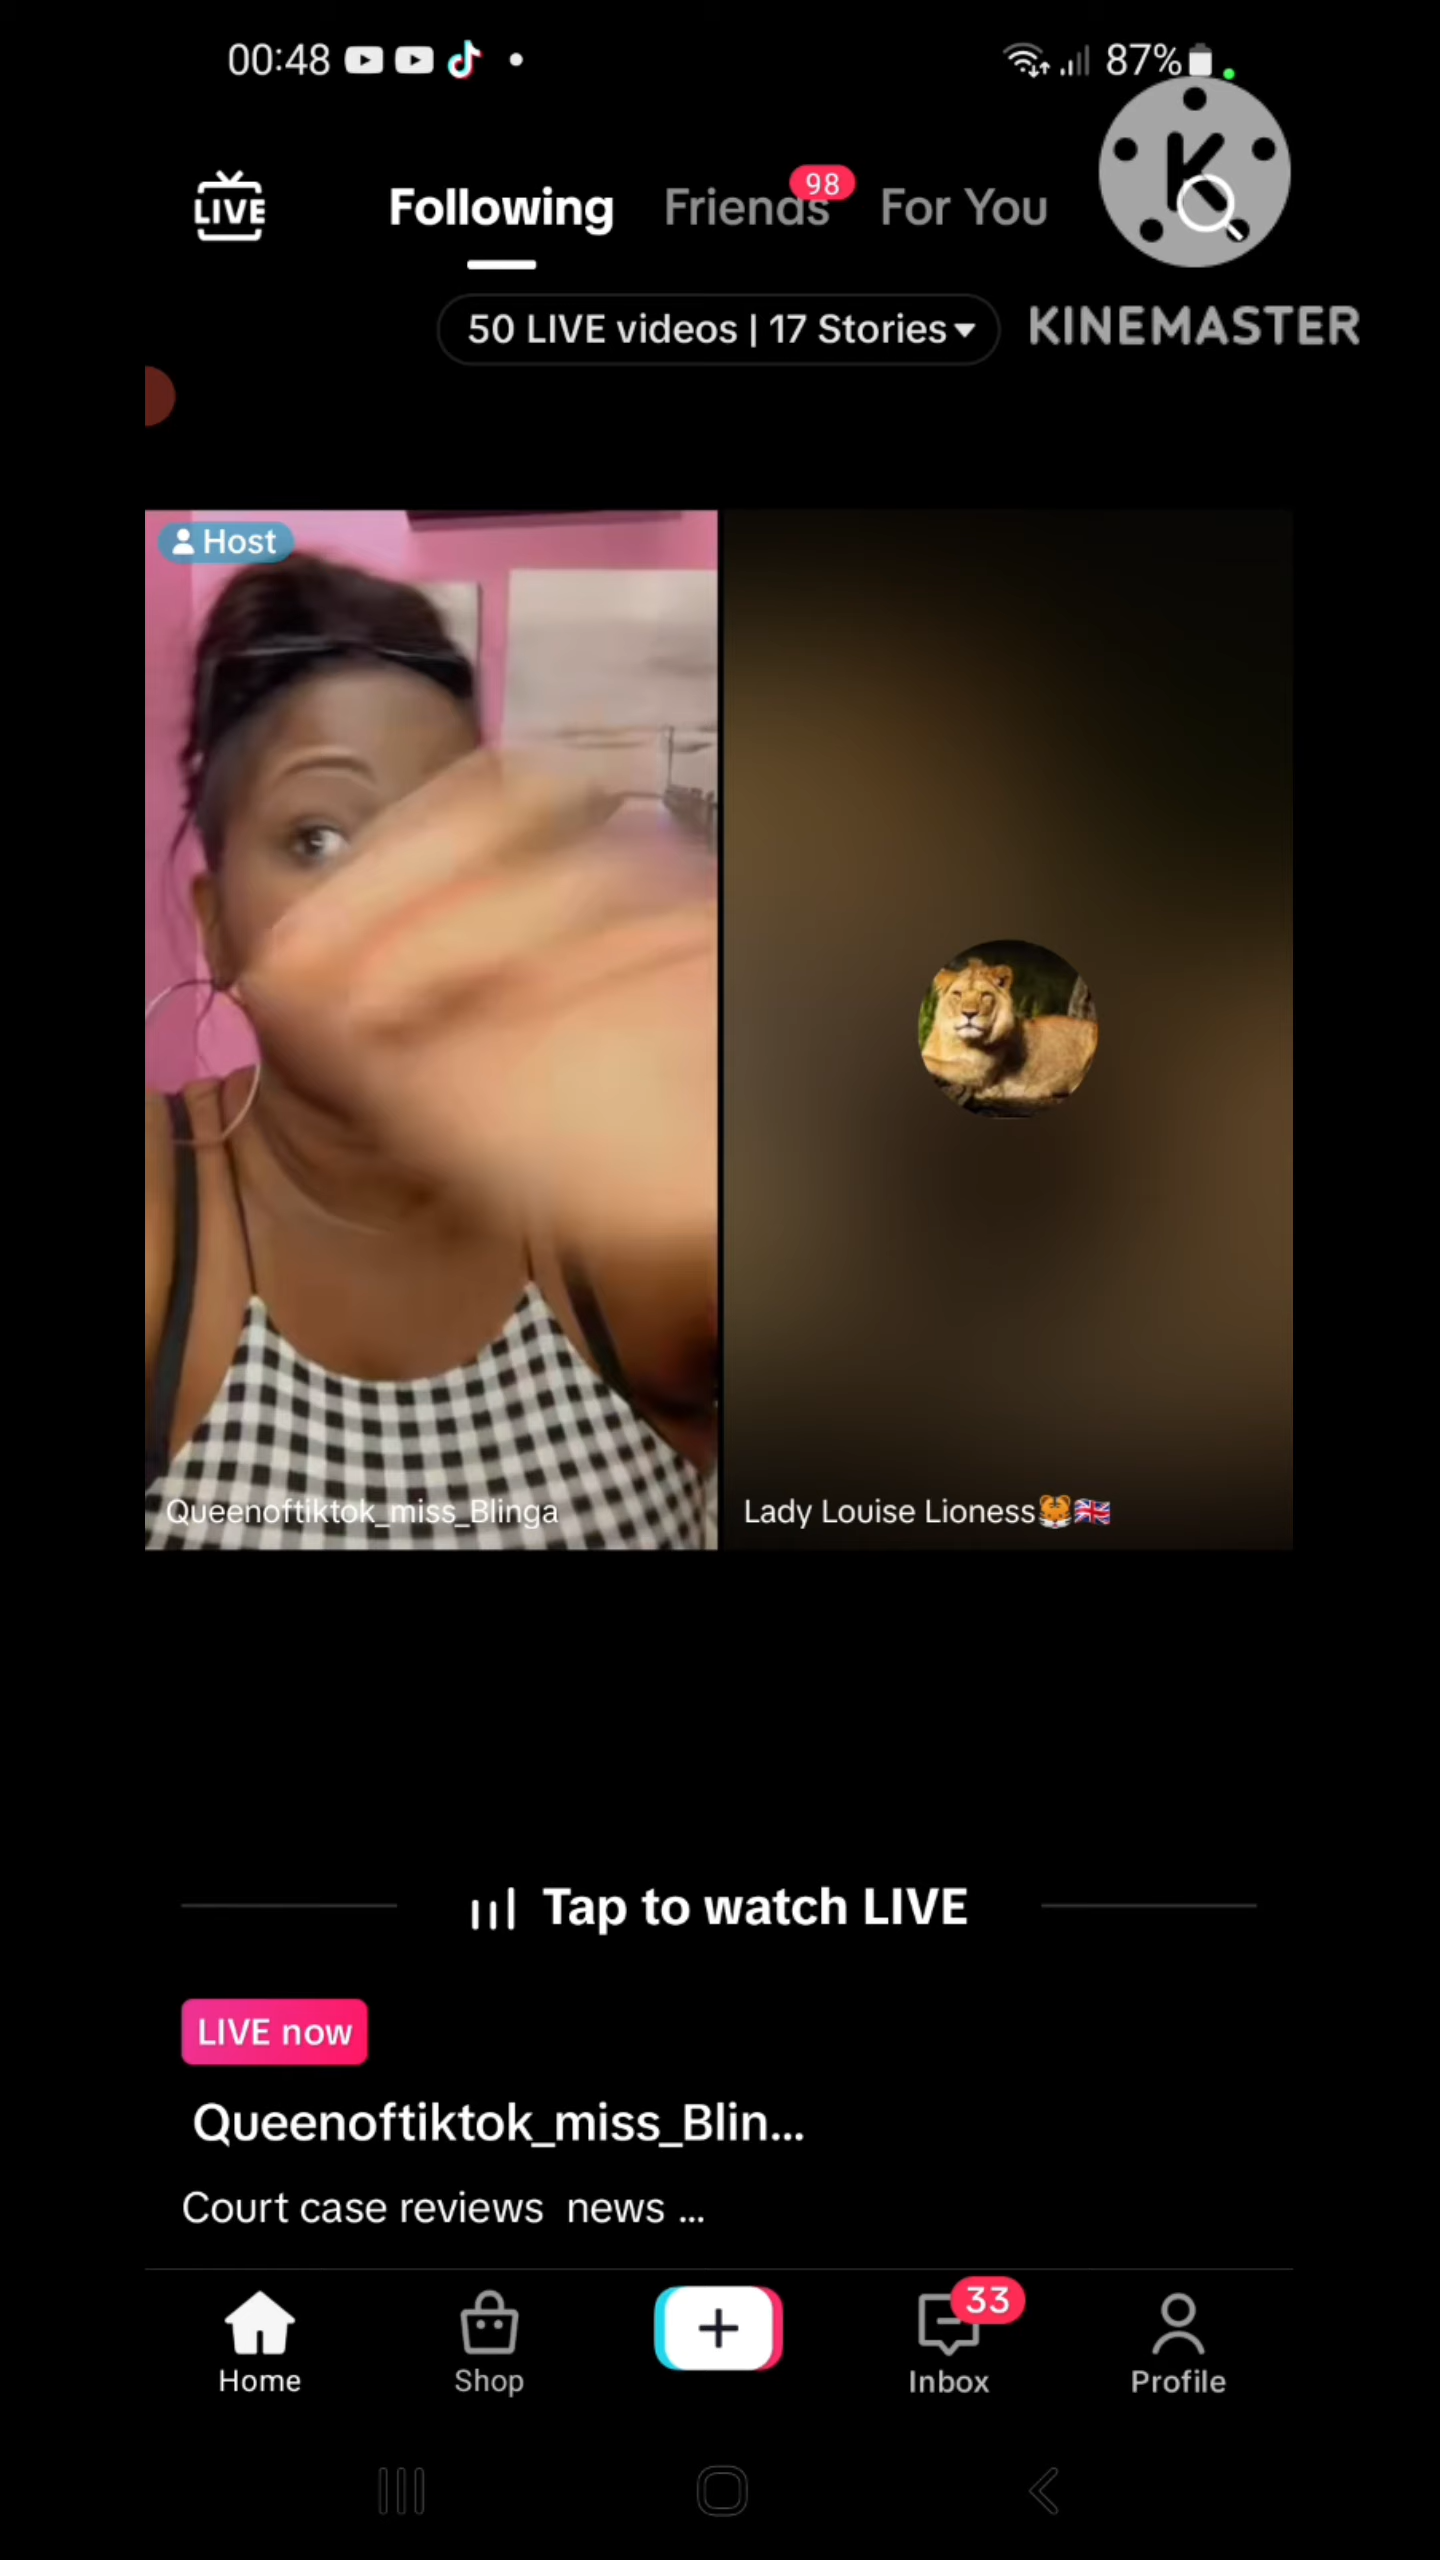 00:48
87%
LIVE
Following
Friends
98
For You
K
50 LIVE videos | 17 Stories
KINEMASTER
Host
Queenoftiktok_miss_Blinga
Lady Louise Lioness🐯🇬🇧
Tap to watch LIVE
LIVE now
Queenoftiktok_miss_Blin...
Court case reviews news ...
33
Home
Shop
Inbox
Profile